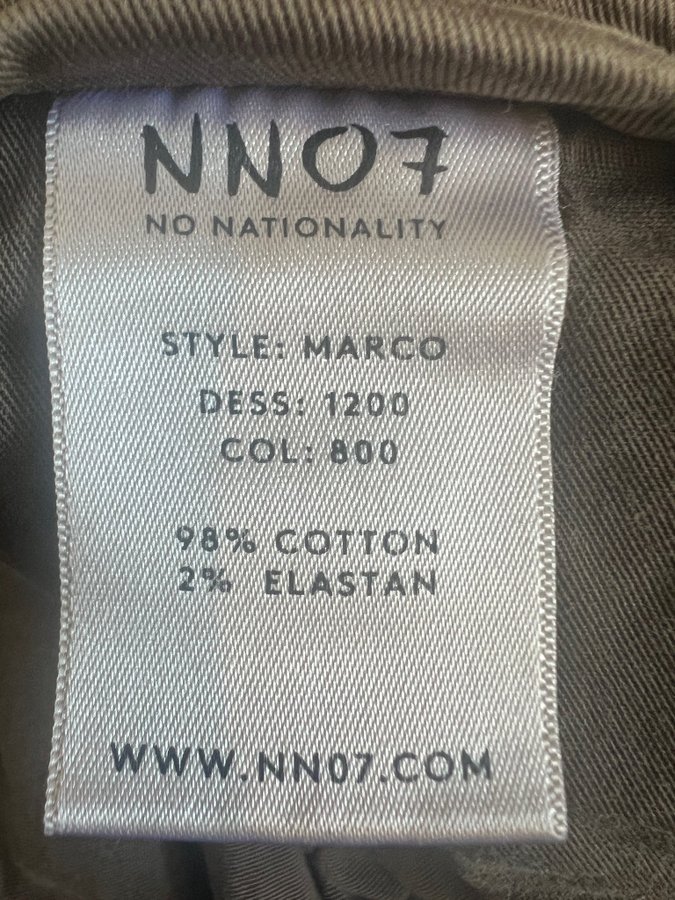 NN07
NO NATIONALITY
STYLE: MARCO
DESS: 1200
COL: 800
98% COTTON
2% ELASTAN
WWW.NN07.COM